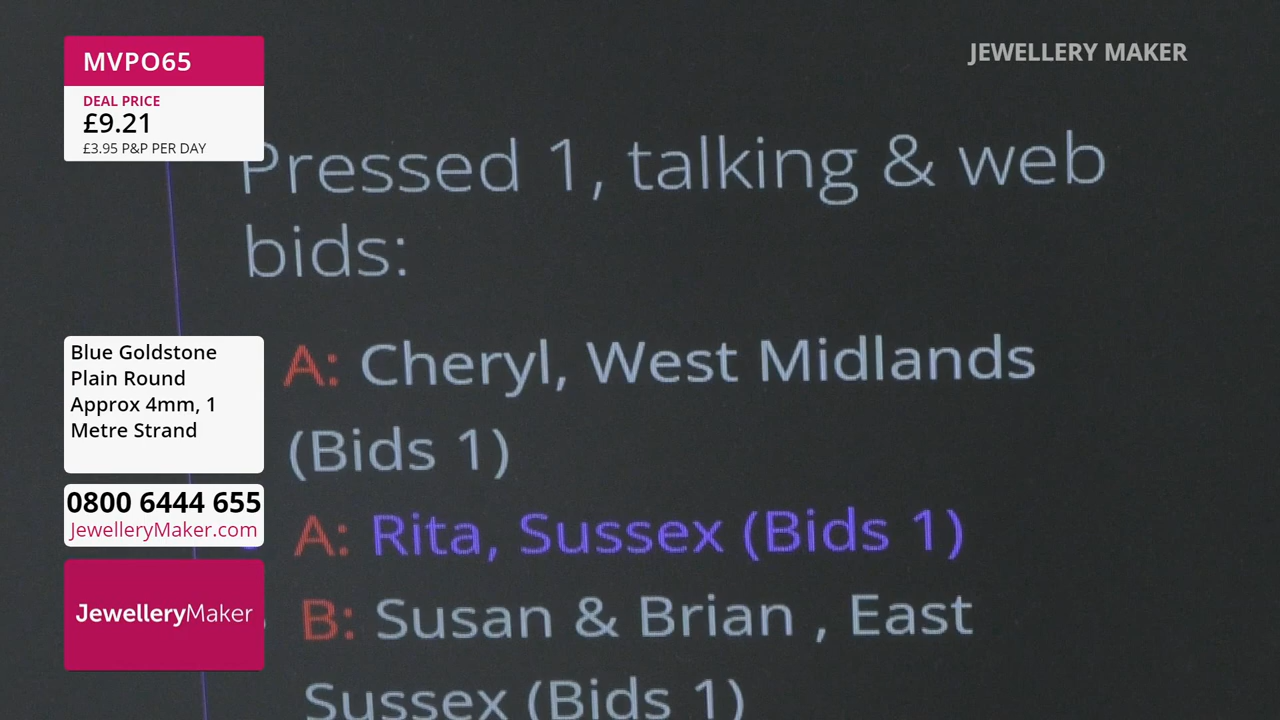 MVPO65
DEAL PRICE
£9.21
£3.95 P&P PER DAY
JEWELLERY MAKER
Pressed 1, talking & web
bids:
A: Cheryl, West Midlands
(Bids 1)
A: Rita, Sussex (Bids 1)
B: Susan & Brian , East
Sussex (Bids 1)
Blue Goldstone
Plain Round
Approx 4mm, 1
Metre Strand
0800 6444 655
JewelleryMaker.com
JewelleryMaker